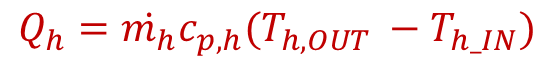 Q_h = ṁ_h c_{p,h}(T_{h,OUT} − T_{h_IN})